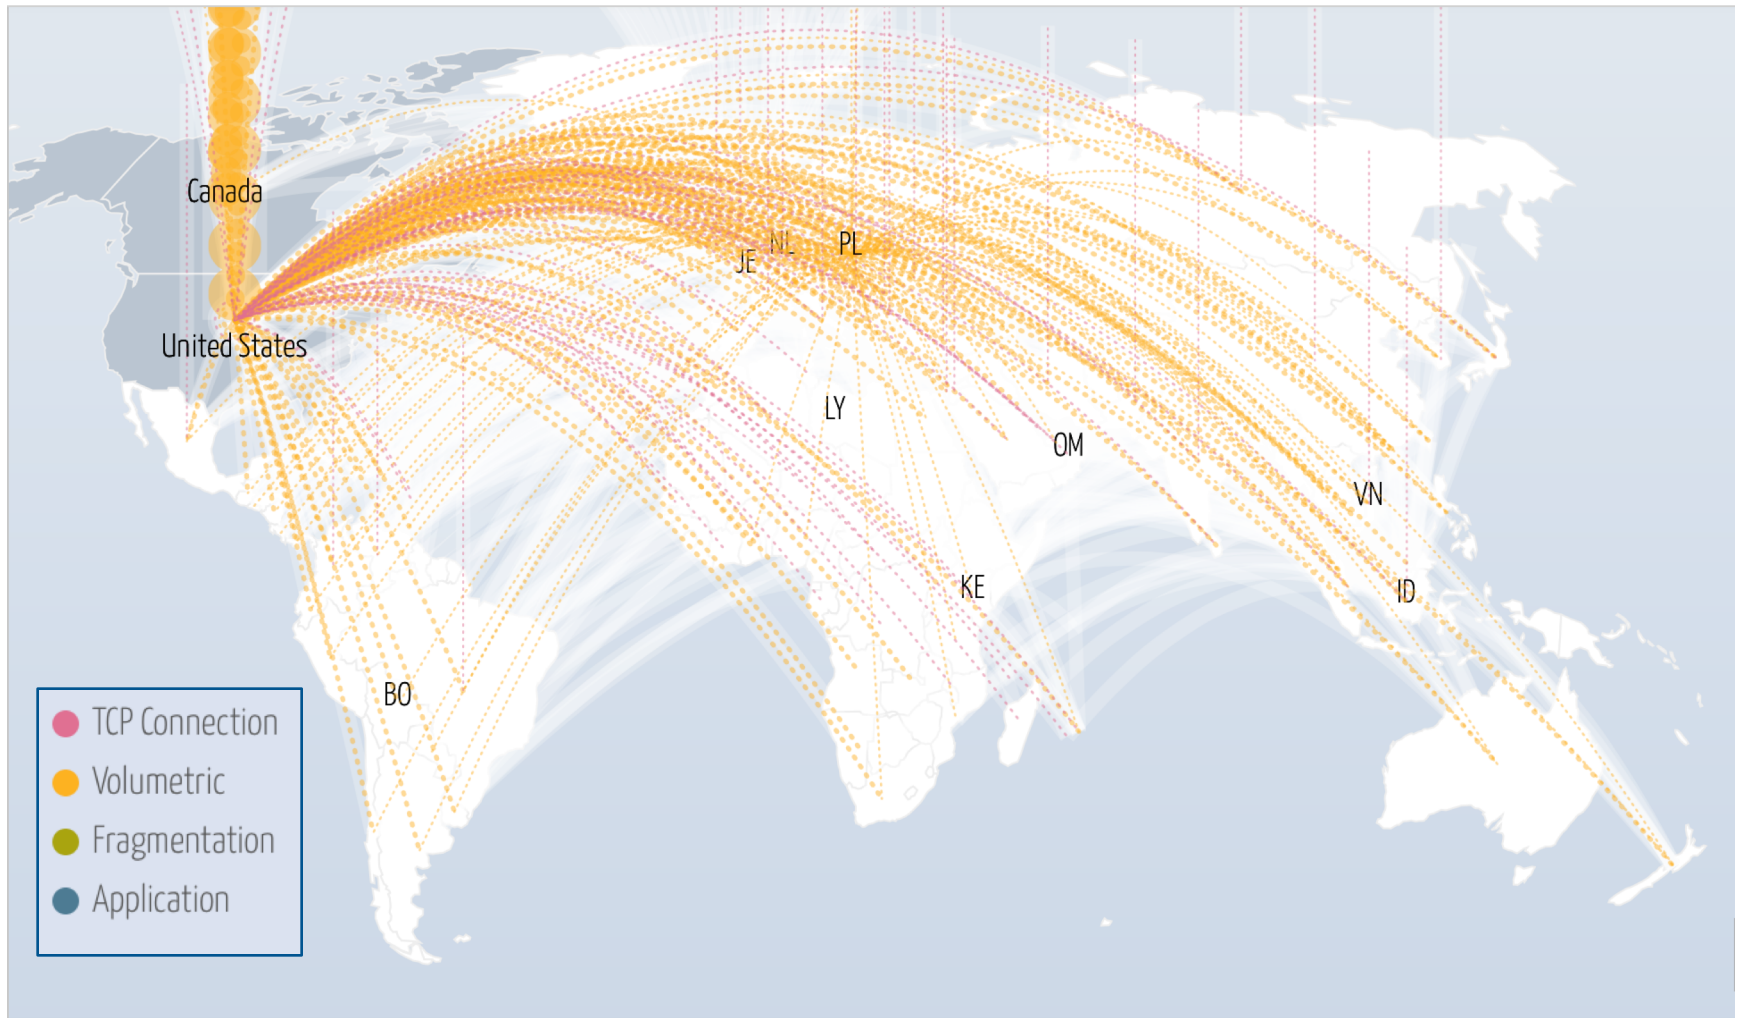 Canada
NL
PL
JE
United States
LY
OM
VN
KE
ID
BO
TCP Connection
Volumetric
Fragmentation
Application